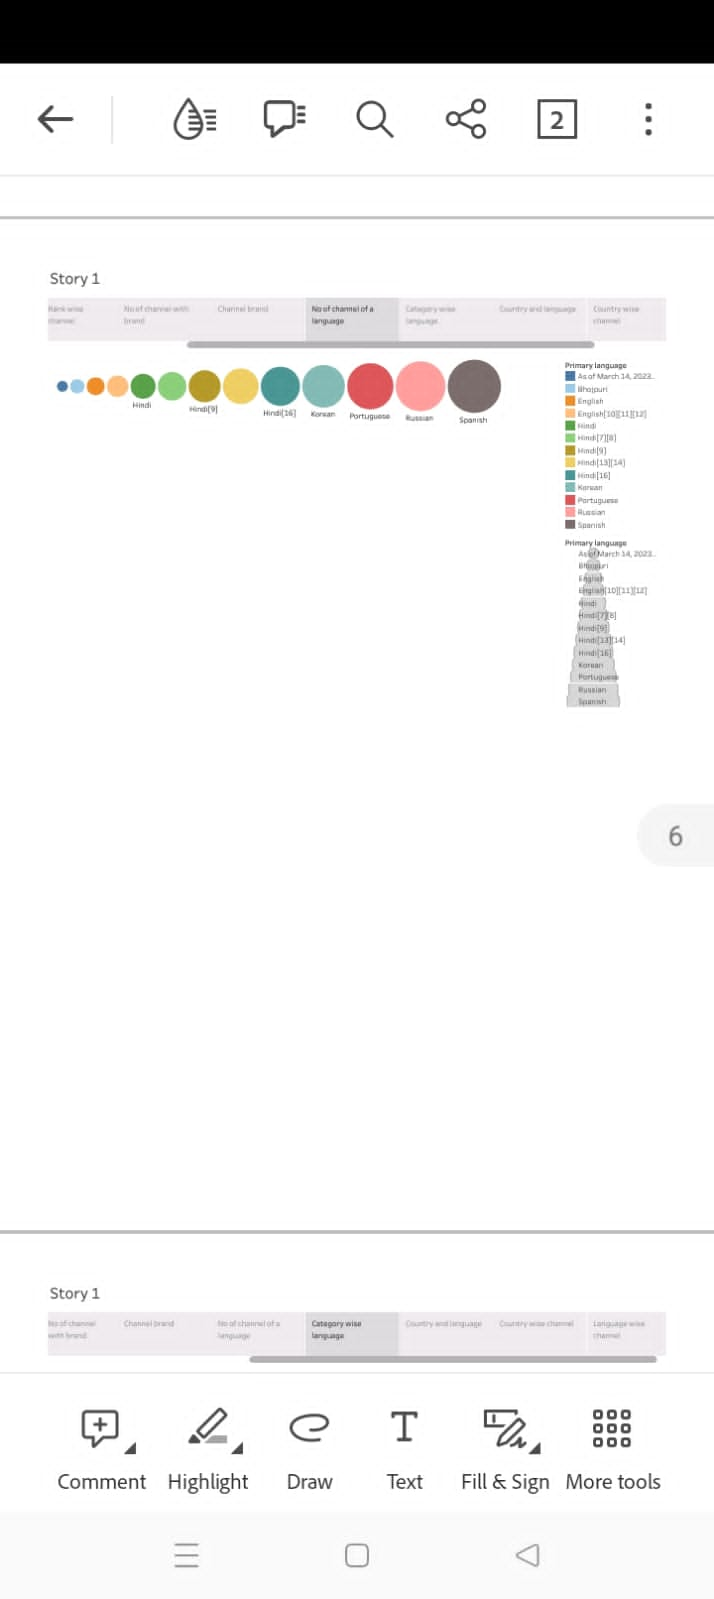 2
Story 1
Rank wise channel
No of channel with brand
Channel brand
No of channel of a language
Category wise language
Country and language
Country wise channel
Hindi
Hindi[9]
Hindi[16]
Korean
Portuguese
Russian
Spanish
Primary language
As of March 14, 2023..
Bhojpuri
English
English[10][11][12]
Hindi
Hindi[7][8]
Hindi[9]
Hindi[13][14]
Hindi[16]
Korean
Portuguese
Russian
Spanish
Primary language
As of March 14, 2023..
Bhojpuri
English
English[10][11][12]
Hindi
Hindi[7][8]
Hindi[9]
Hindi[13][14]
Hindi[16]
Korean
Portuguese
Russian
Spanish
6
Story 1
No of channel with brand
Channel brand
No of channel of a language
Category wise language
Country and language
Country wise channel
Language wise channel
Comment
Highlight
Draw
Text
Fill & Sign
More tools